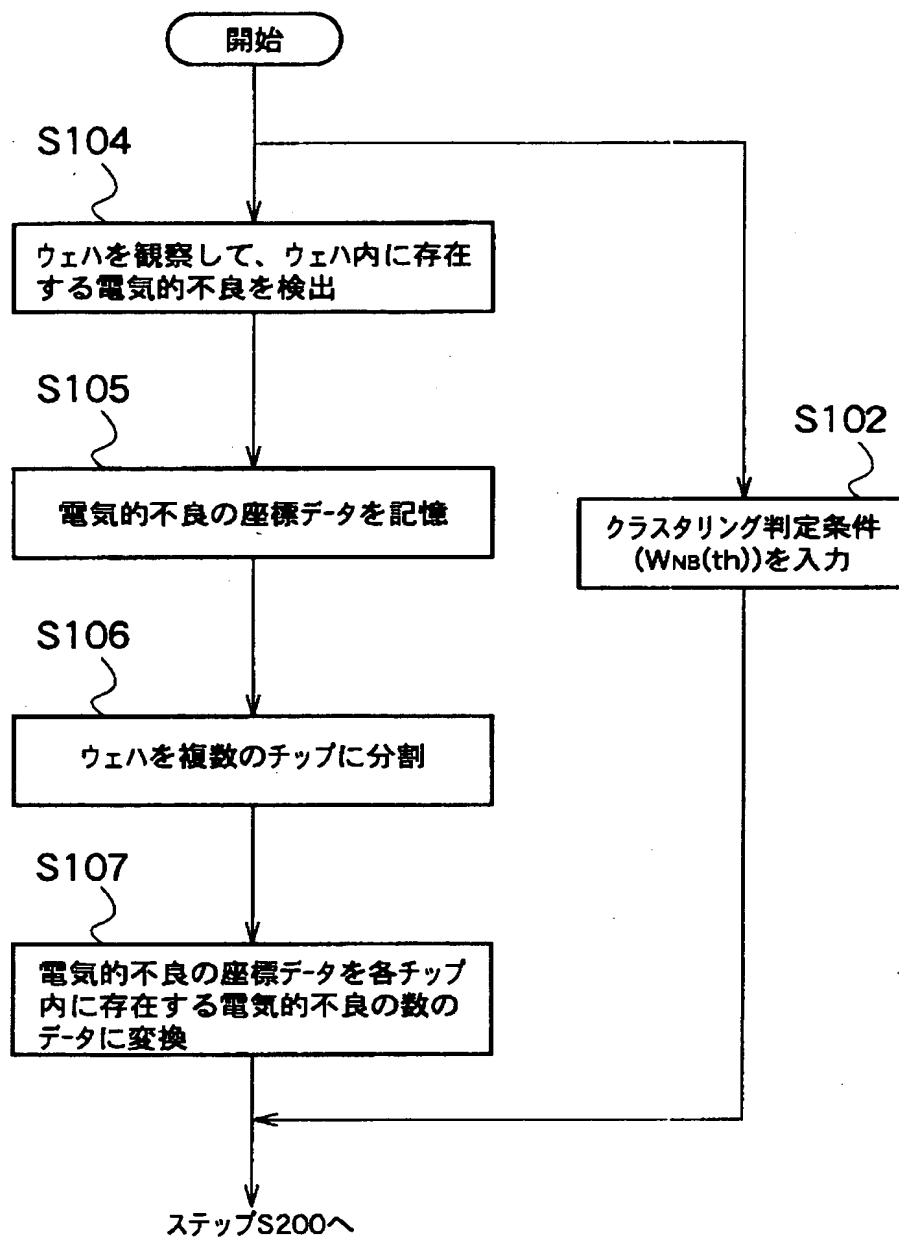 開始
S104
ウェハを観察して、ウェハ内に存在
する電気的不良を検出
S105
電気的不良の座標データを記憶
S102
クラスタリング判定条件
(WNB(th))を入力
S106
ウェハを複数のチップに分割
S107
電気的不良の座標データを各チップ
内に存在する電気的不良の数の
データに変換
ステップS200へ